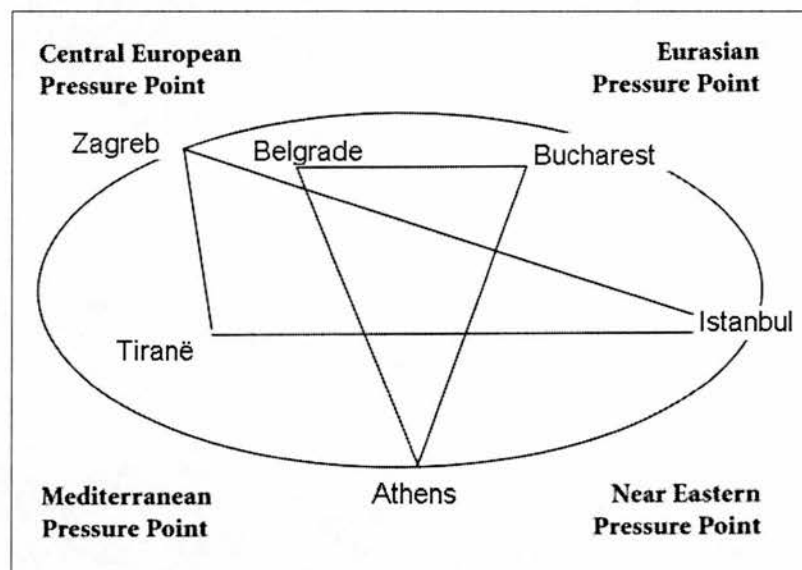 Central European
Pressure Point
Eurasian
Pressure Point
Zagreb
Belgrade
Bucharest
Istanbul
Tiranë
Athens
Mediterranean
Pressure Point
Near Eastern
Pressure Point